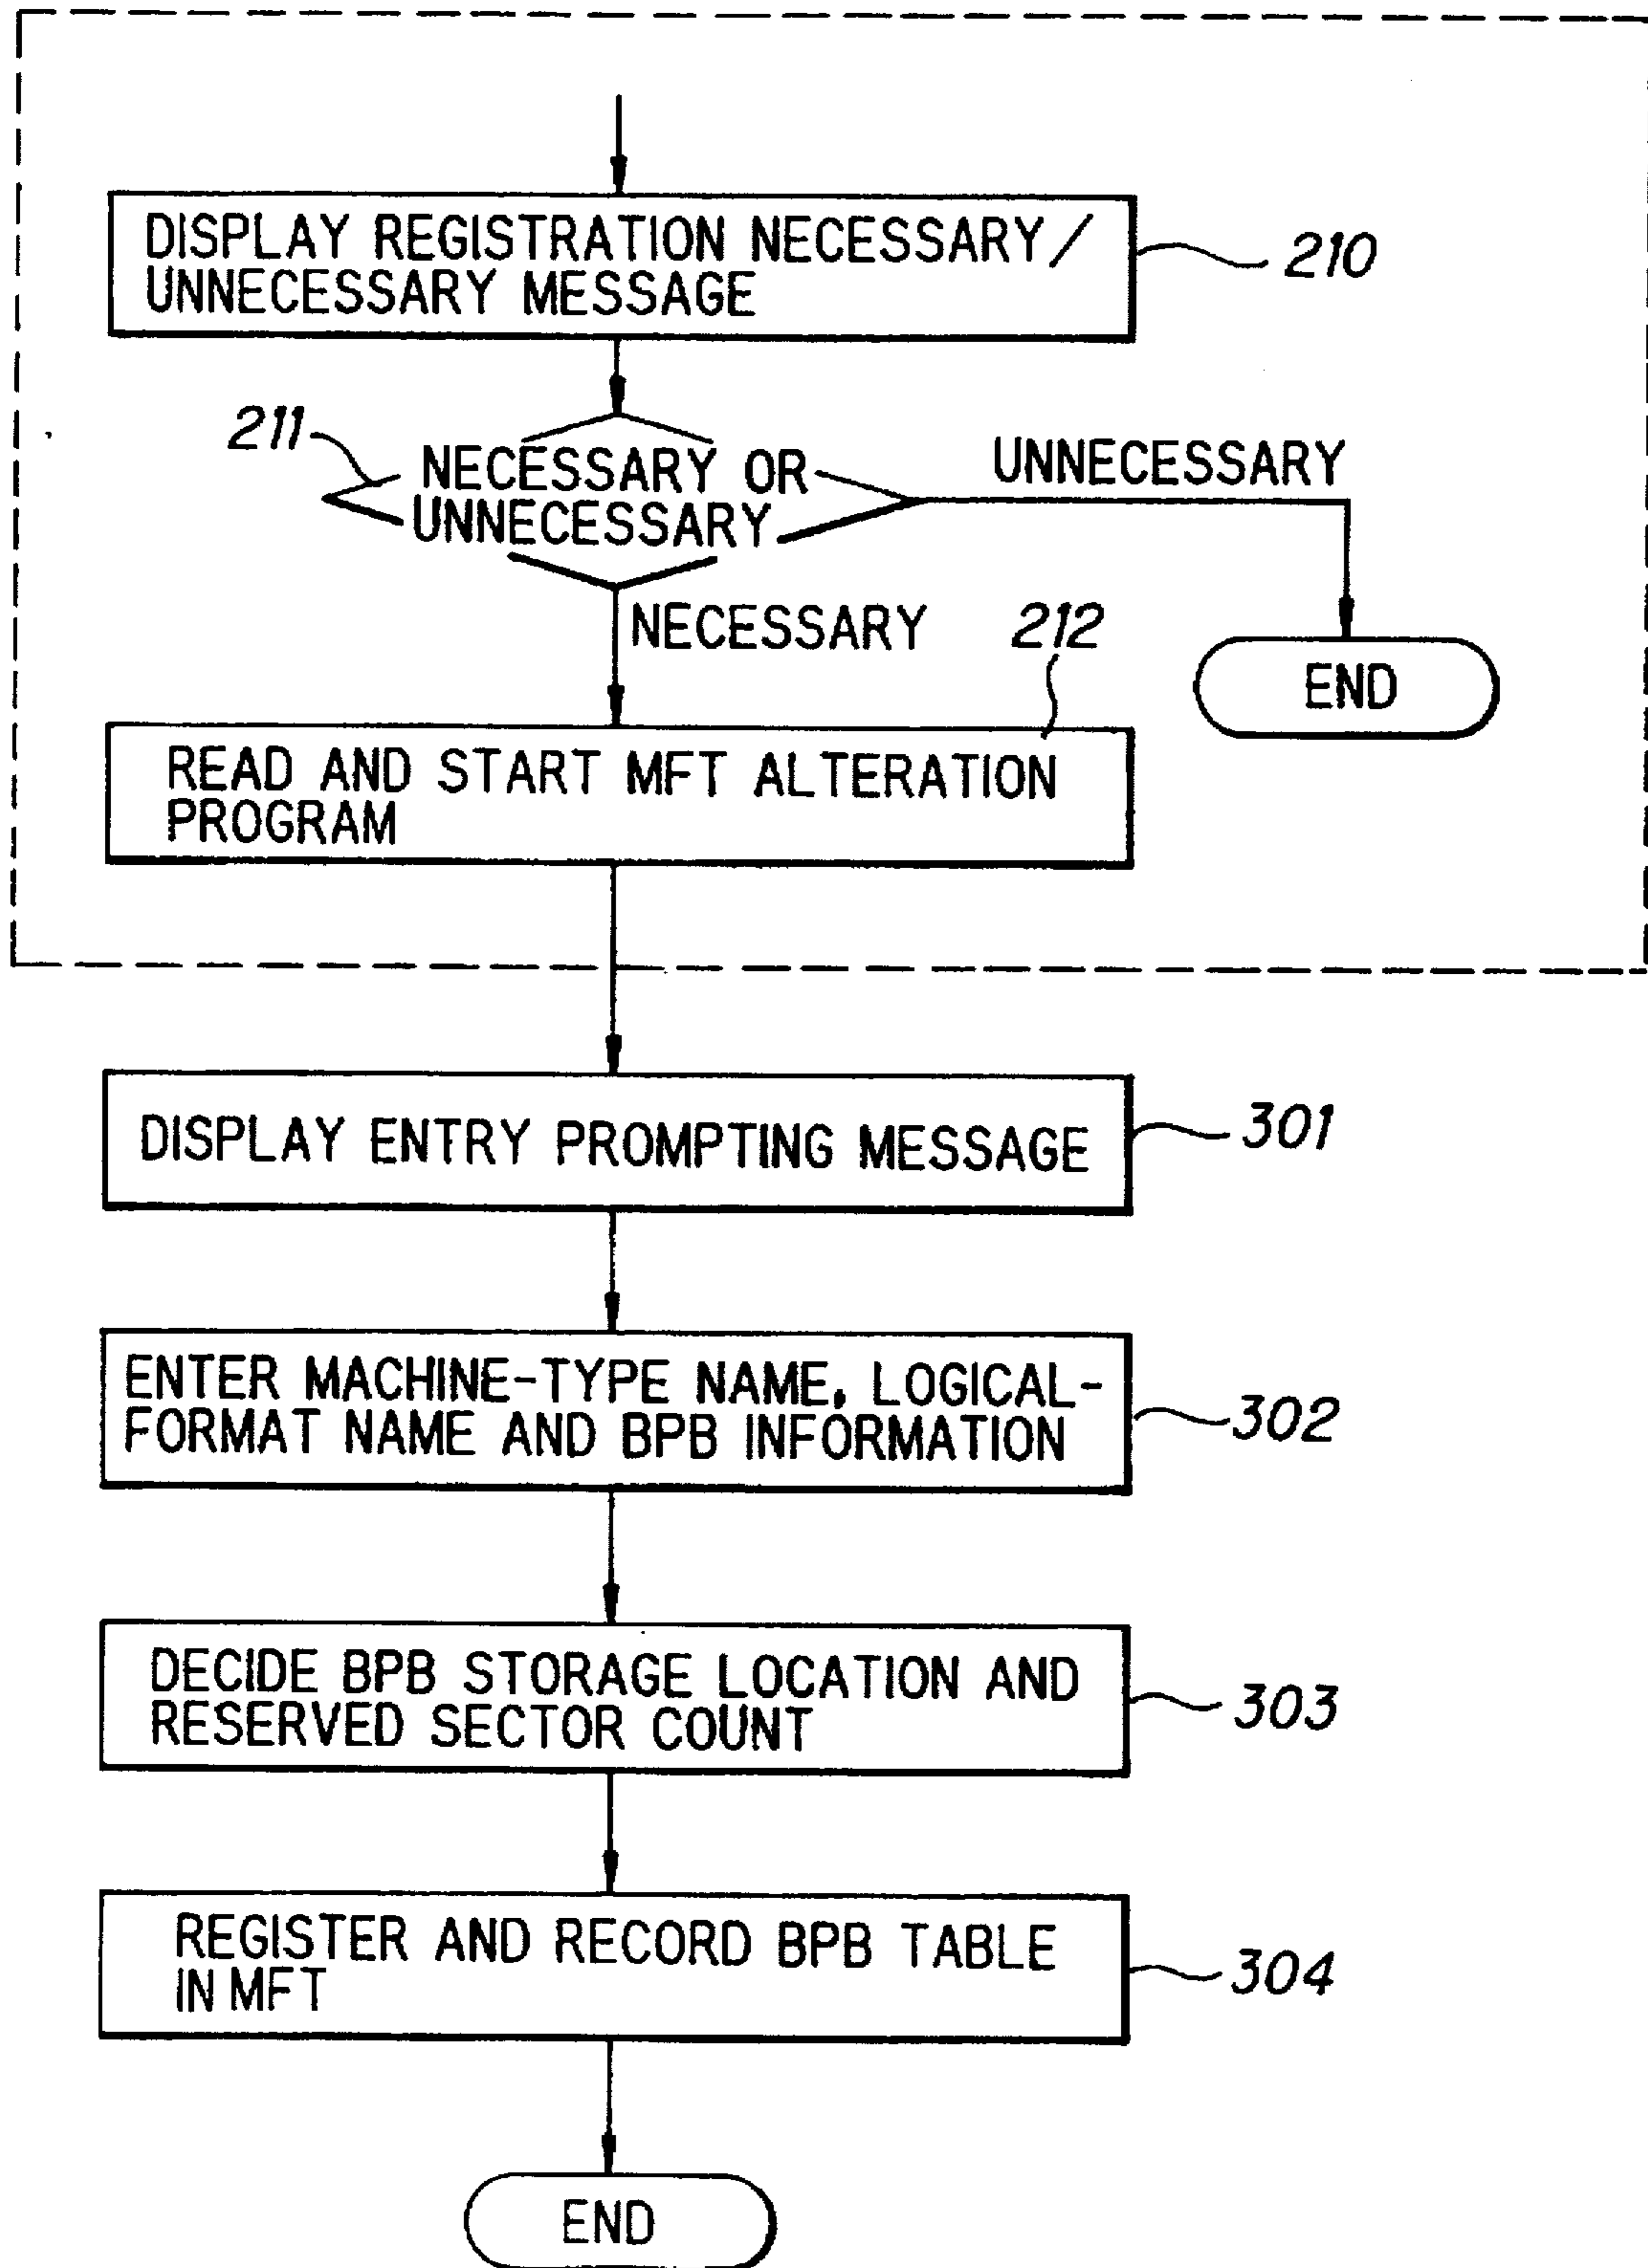 DISPLAY REGISTRATION NECESSARY/
UNNECESSARY MESSAGE
210
211
NECESSARY OR
UNNECESSARY
UNNECESSARY
NECESSARY
212
END
READ AND START MFT ALTERATION
PROGRAM
DISPLAY ENTRY PROMPTING MESSAGE
301
ENTER MACHINE-TYPE NAME, LOGICAL-
FORMAT NAME AND BPB INFORMATION
302
DECIDE BPB STORAGE LOCATION AND
RESERVED SECTOR COUNT
303
REGISTER AND RECORD BPB TABLE
IN MFT
304
END